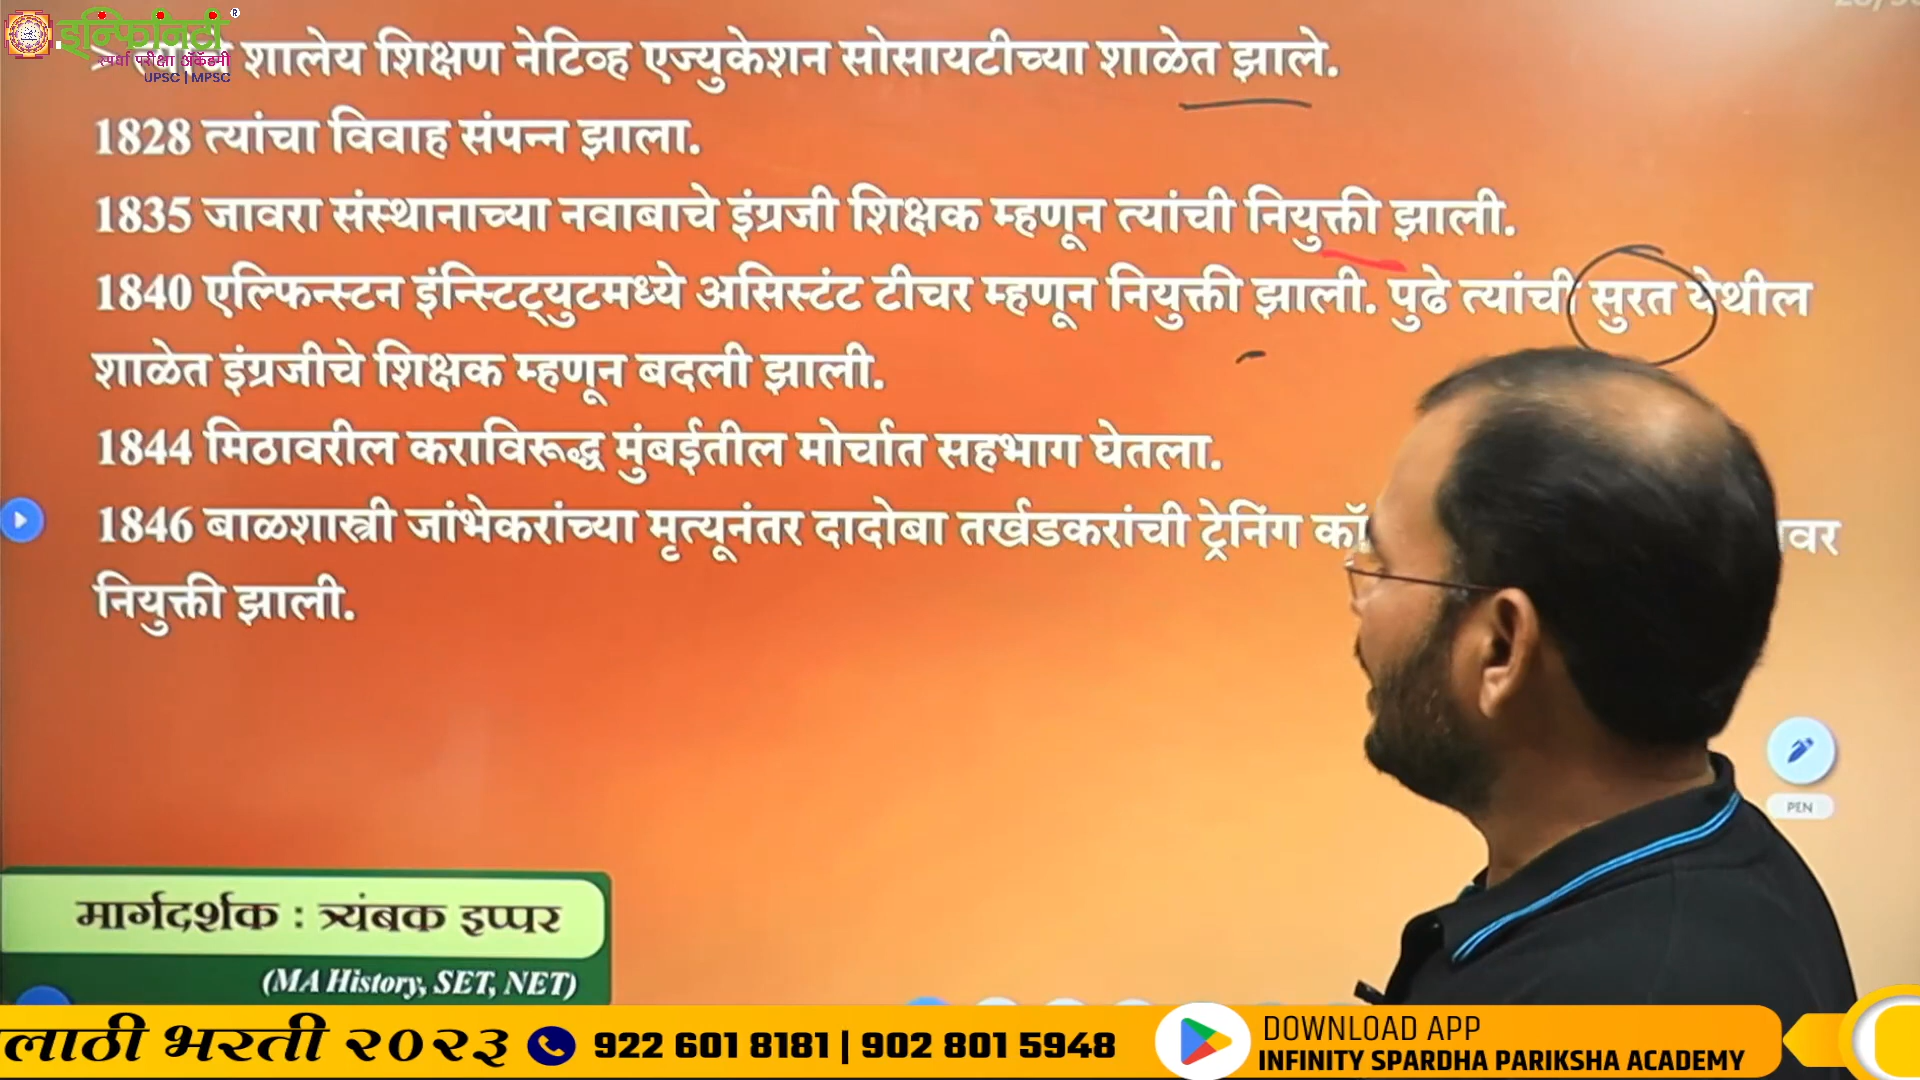 इन्फिनिटी ®
स्पर्धा परीक्षा अ‍ॅकॅडमी
UPSC | MPSC
शालेय शिक्षण नेटिव्ह एज्युकेशन सोसायटीच्या शाळेत झाले.
1828 त्यांचा विवाह संपन्न झाला.
1835 जावरा संस्थानाच्या नवाबाचे इंग्रजी शिक्षक म्हणून त्यांची नियुक्ती झाली.
1840 एल्फिन्स्टन इंन्स्टिट्युटमध्ये असिस्टंट टीचर म्हणून नियुक्ती झाली. पुढे त्यांची सुरत येथील
शाळेत इंग्रजीचे शिक्षक म्हणून बदली झाली.
1844 मिठावरील कराविरूद्ध मुंबईतील मोर्चात सहभाग घेतला.
1846 बाळशास्त्री जांभेकरांच्या मृत्यूनंतर दादोबा तर्खडकरांची ट्रेनिंग
नियुक्ती झाली.
PEN
मार्गदर्शक : त्र्यंबक इप्पर
(MA History, SET, NET)
लाठी भरती २०२३ 922 601 8181 | 902 801 5948
DOWNLOAD APP
INFINITY SPARDHA PARIKSHA ACADEMY